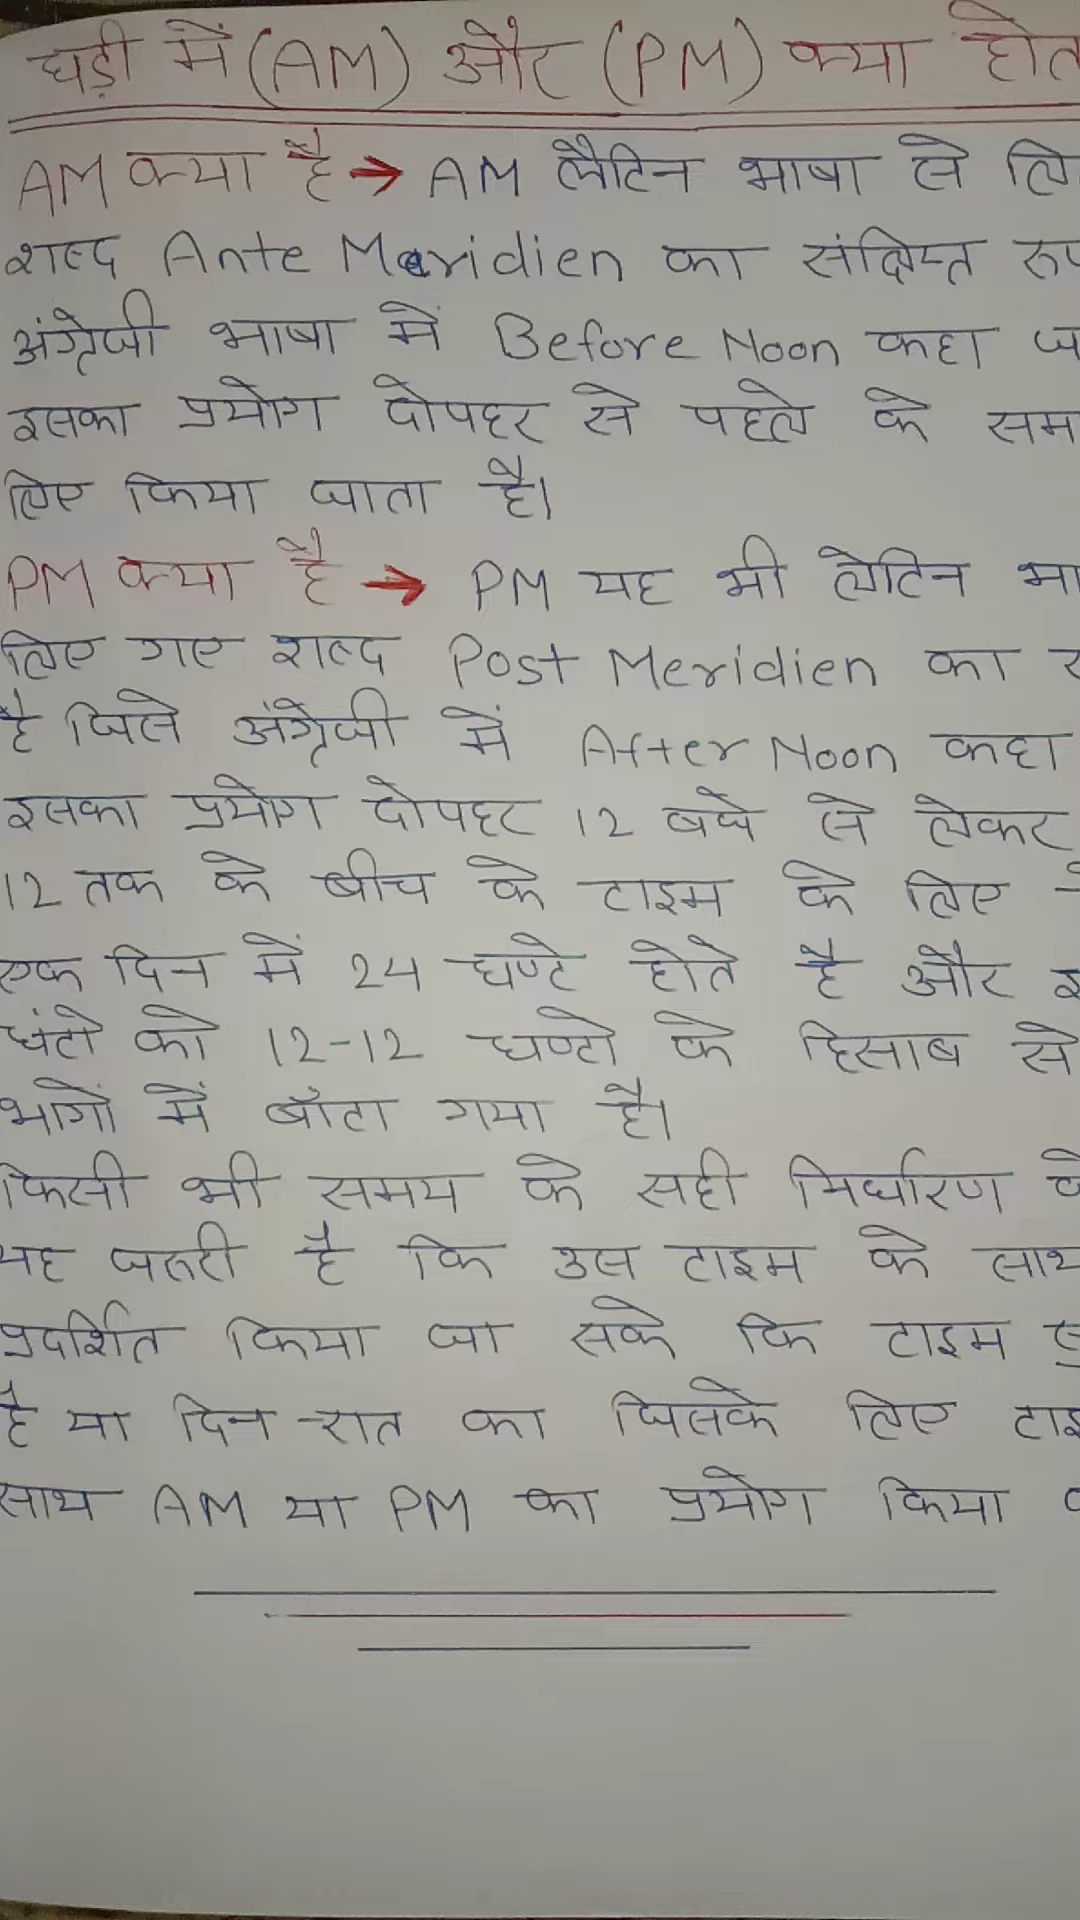 घड़ी में (AM) और (PM) क्या होत
AM क्या है → AM लैटिन भाषा से लि
शब्द Ante Meridien का संक्षिप्त रूप
अंग्रेजी भाषा में Before Noon कहा ज
इसका प्रयोग दोपहर से पहले के सम
लिए किया जाता है।
PM क्या है → PM यह भी लेटिन भा
लिए गए शब्द Post Meridien का
है जिसे अंग्रेजी में After Noon कहा
इसका प्रयोग दोपहर 12 बजे से लेकर
12 तक के बीच के टाइम के लिए
एक दिन में 24 घण्टे होते है और इ
घंटो को 12-12 घण्टो के हिसाब से
भागों में बाँटा गया है।
किसी भी समय के सही निर्धारण के
यह जरुरी है कि उस टाइम के साथ
प्रदर्शित किया जा सके कि टाइम सु
है या दिन-रात का जिसके लिए टाइ
साथ AM या PM का प्रयोग किया